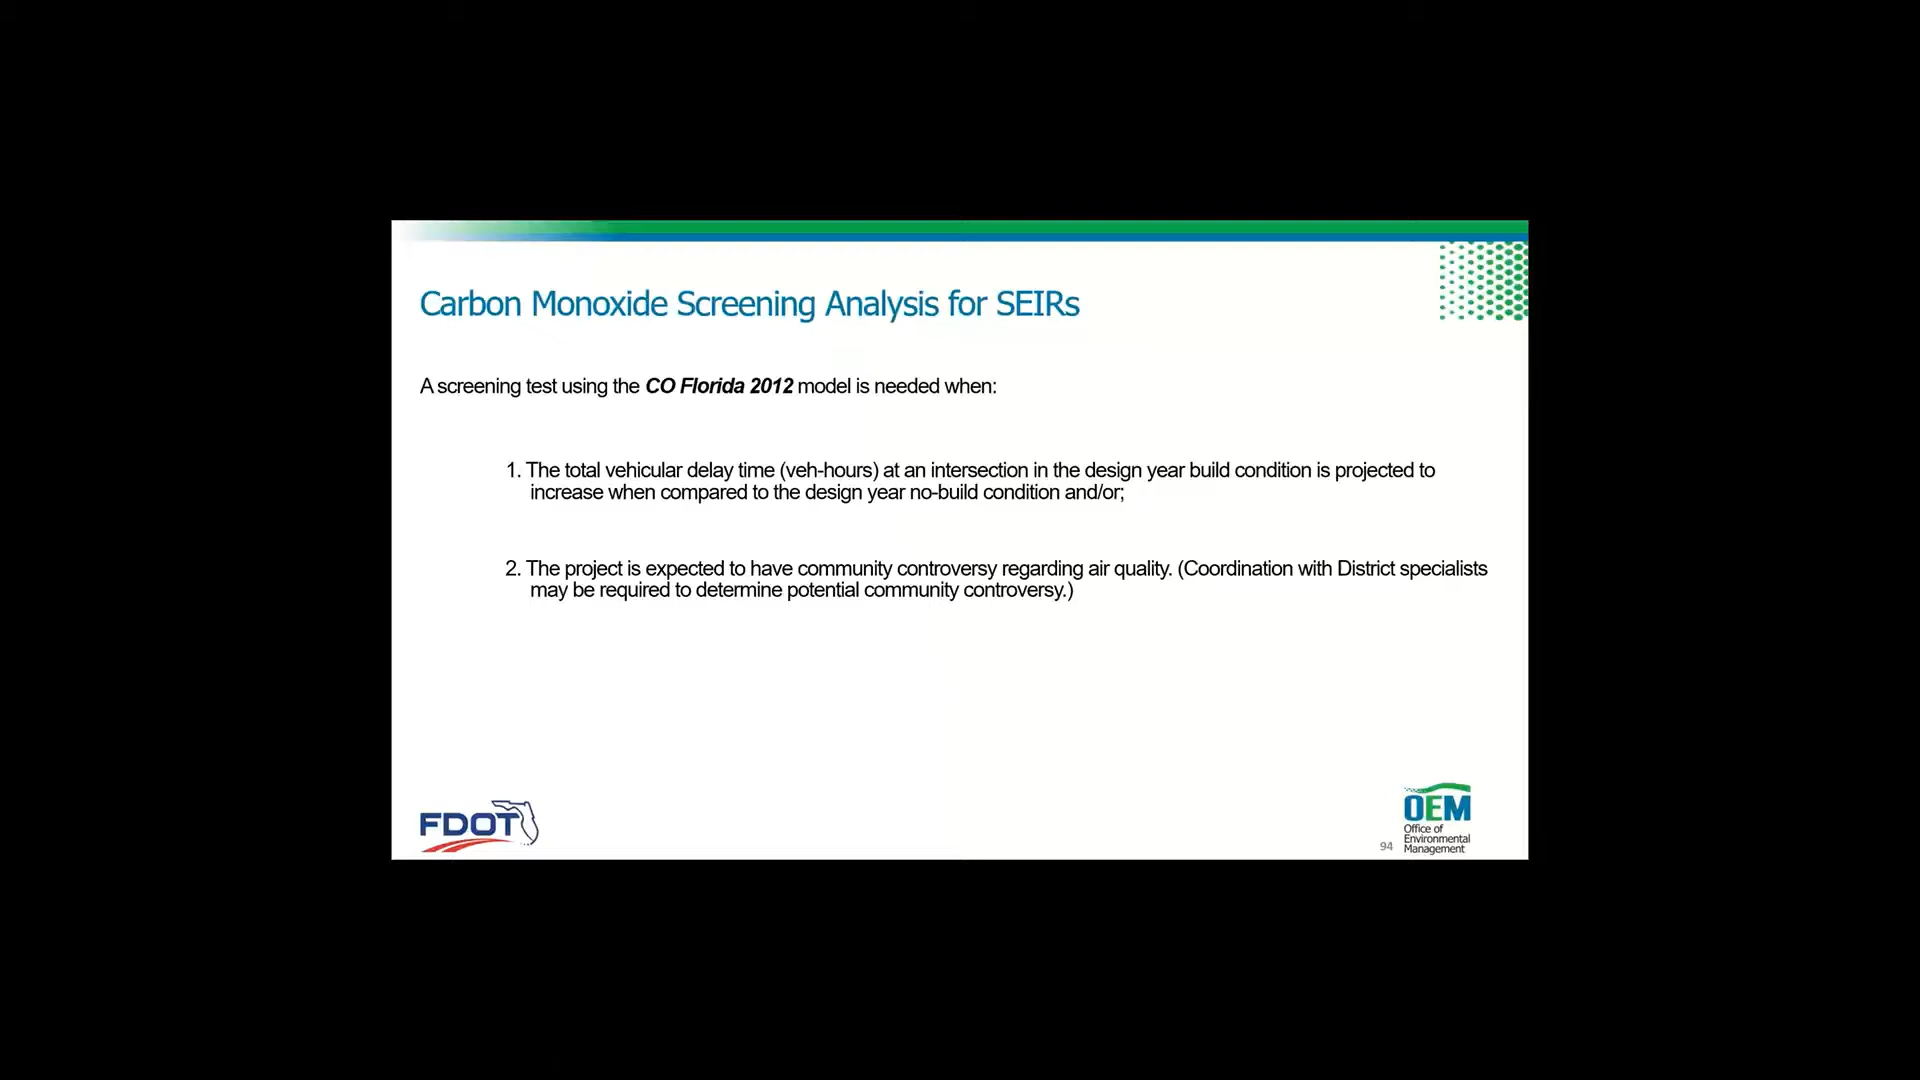 Carbon Monoxide Screening Analysis for SEIRs
A screening test using the CO Florida 2012 model is needed when:
1. The total vehicular delay time (veh-hours) at an intersection in the design year build condition is projected to
increase when compared to the design year no-build condition and/or;
2. The project is expected to have community controversy regarding air quality. (Coordination with District specialists
may be required to determine potential community controversy.)
FDOT
94
OEM
Office of
Environmental
Management